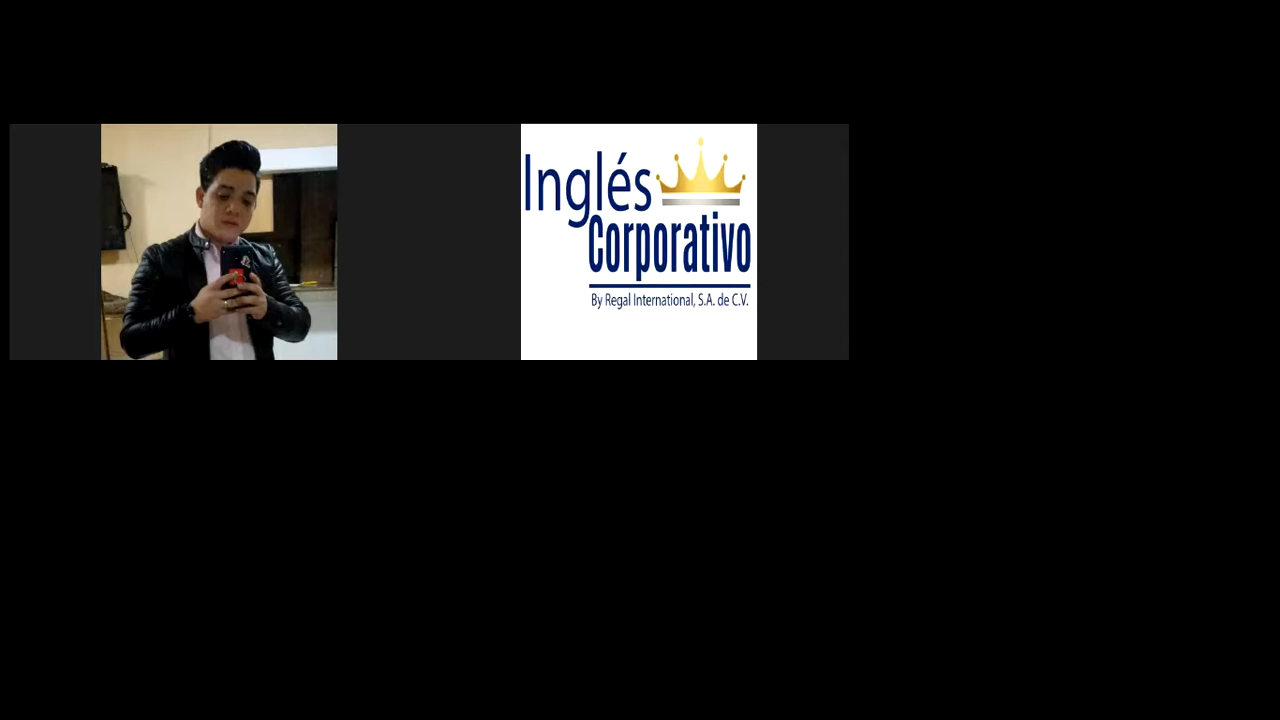 Inglés
Corporativo
By Regal International, S.A. de C.V.